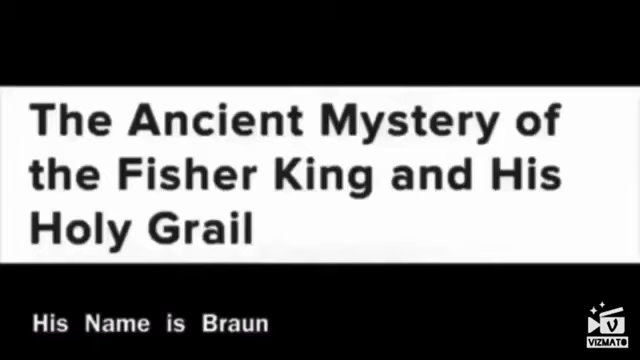 The Ancient Mystery of
the Fisher King and His
Holy Grail
His Name is Braun
V
VIZMATO